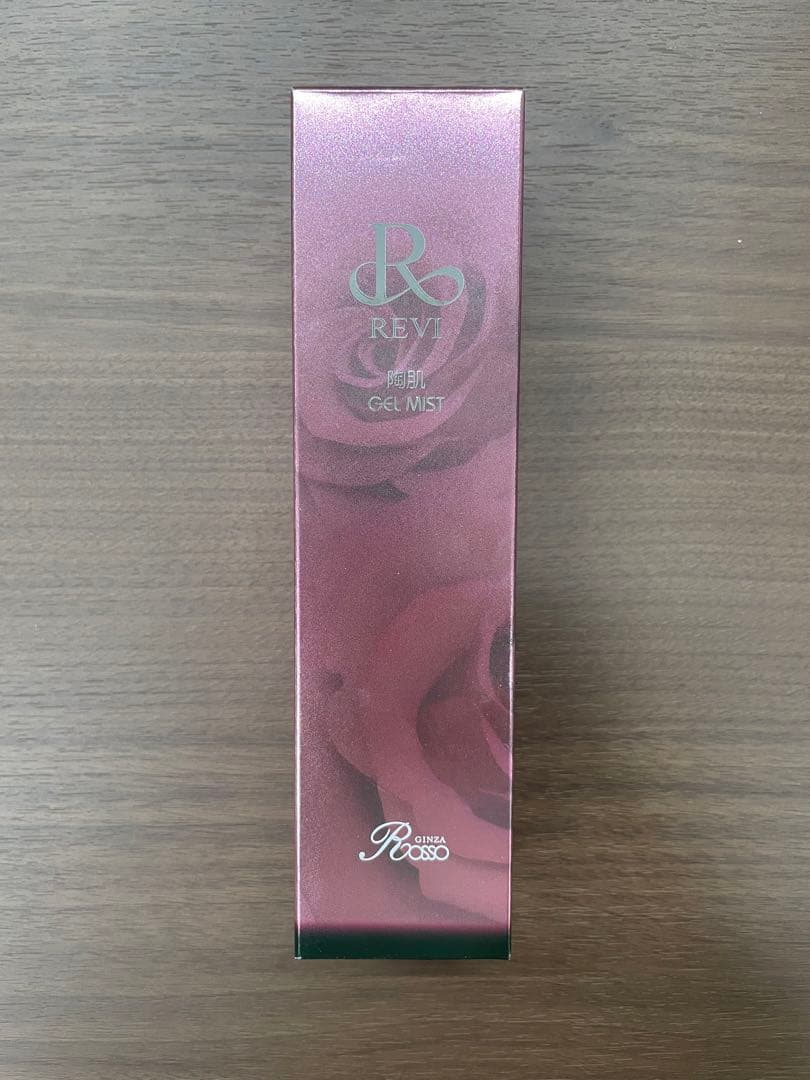 R
REVI
陶肌
GEL MIST
GINZA
Rosso